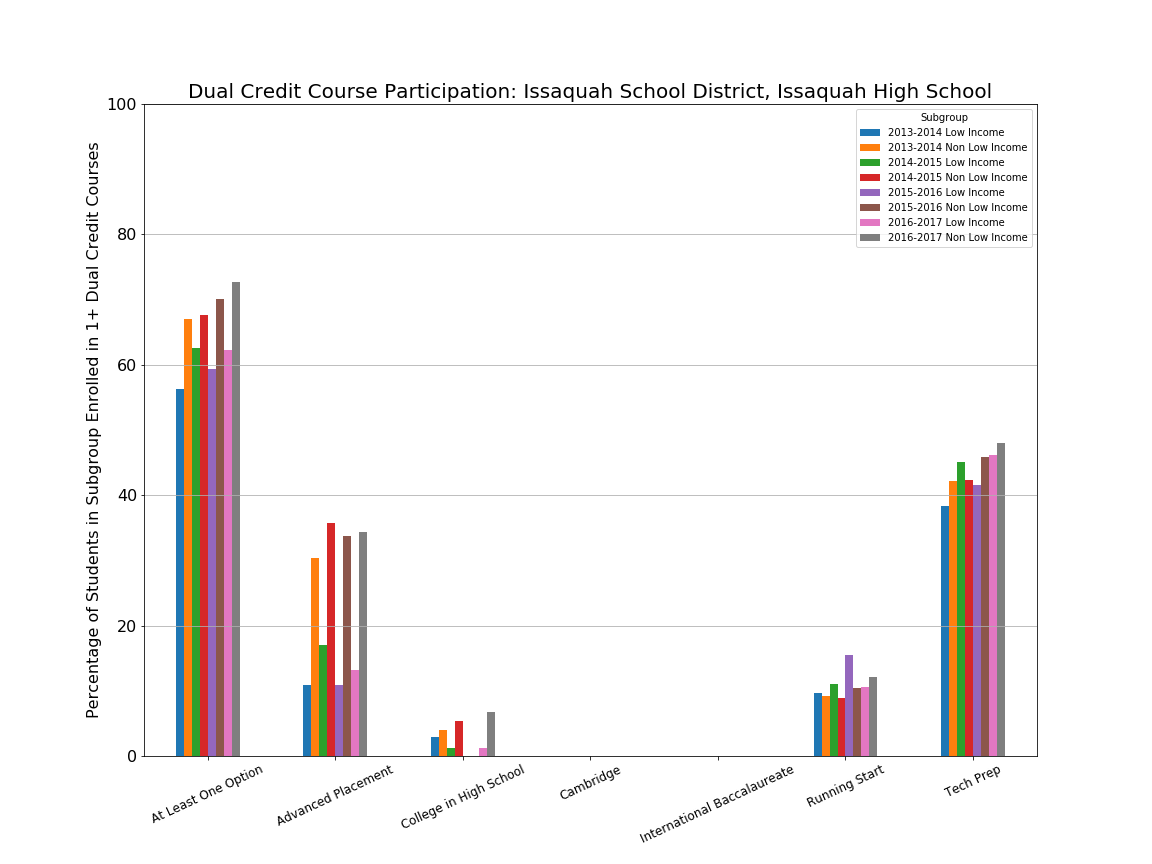 Dual Credit Course Participation: Issaquah School District, Issaquah High School
Percentage of Students in Subgroup Enrolled in 1+ Dual Credit Courses
100
80
60
40
20
0
Subgroup
2013-2014 Low Income
2013-2014 Non Low Income
2014-2015 Low Income
2014-2015 Non Low Income
2015-2016 Low Income
2015-2016 Non Low Income
2016-2017 Low Income
2016-2017 Non Low Income
At Least One Option
Advanced Placement
College in High School
Cambridge
International Baccalaureate
Running Start
Tech Prep